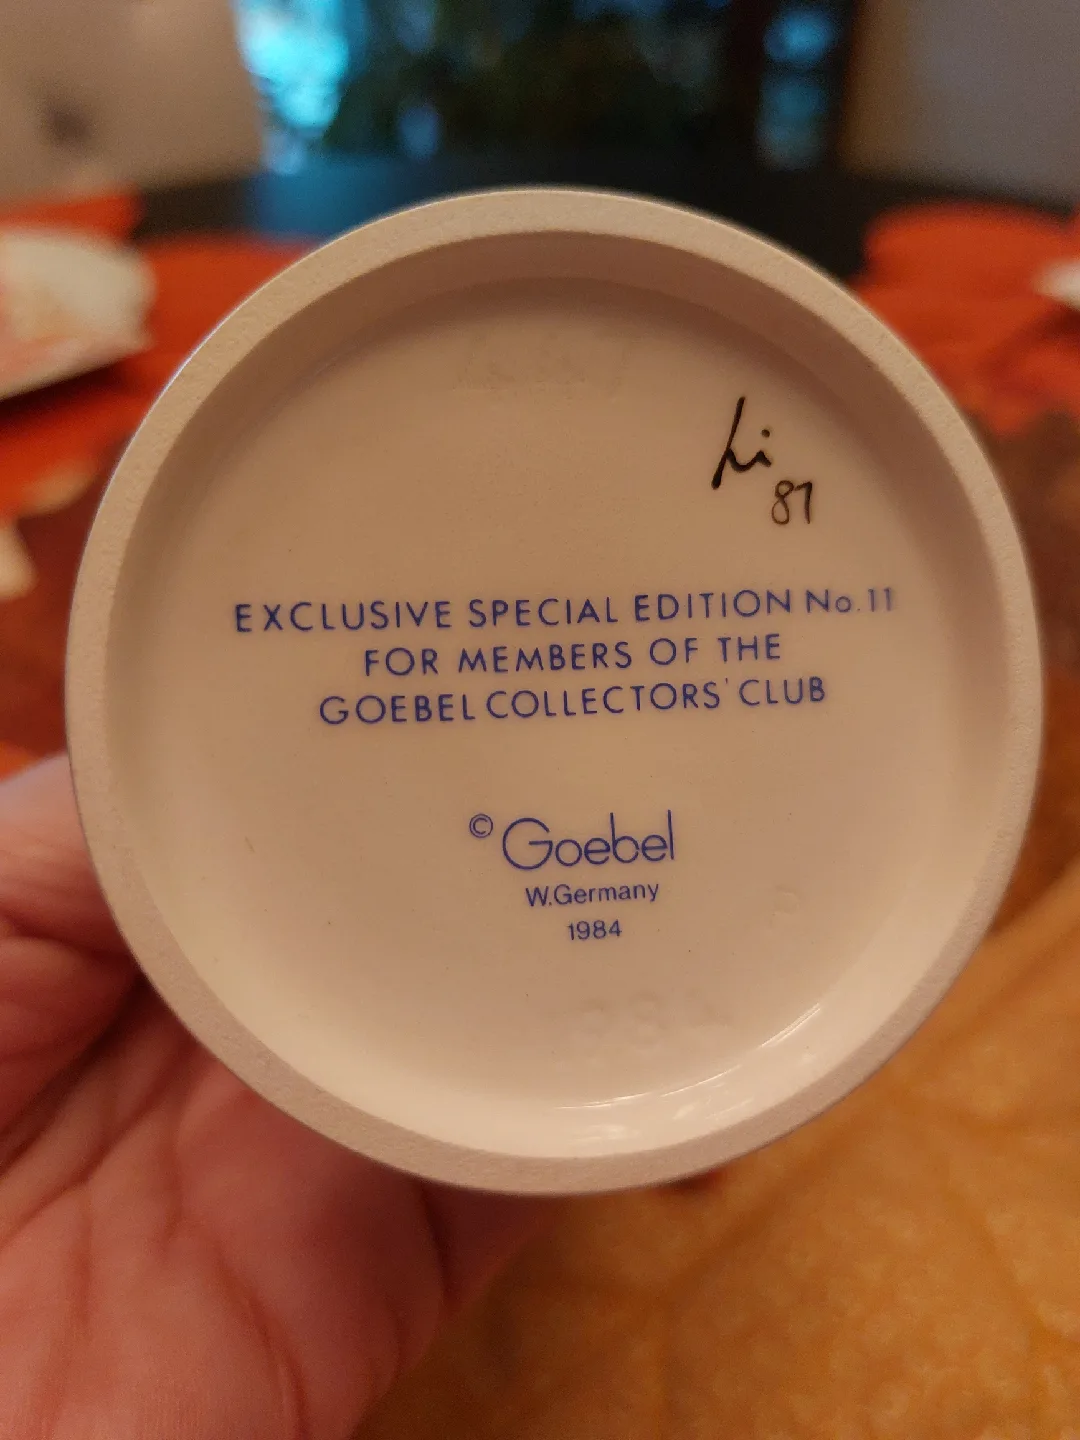 Li
87
EXCLUSIVE SPECIAL EDITION No.11
FOR MEMBERS OF THE
GOEBEL COLLECTORS' CLUB
© Goebel
W.Germany
1984